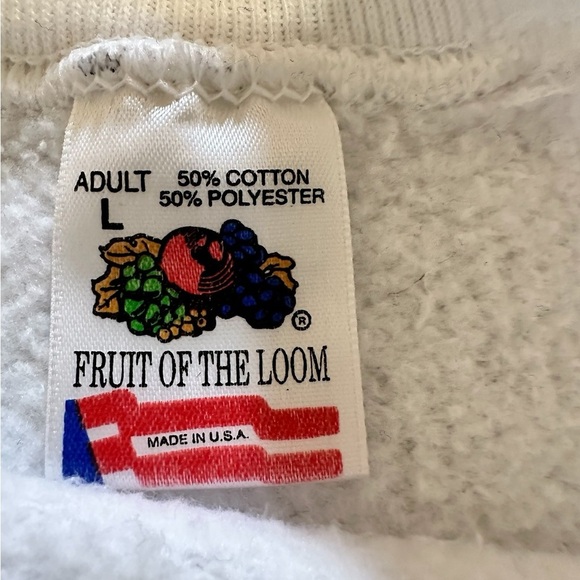 ADULT 50% COTTON
L 50% POLYESTER
®
FRUIT OF THE LOOM
MADE IN U.S.A.